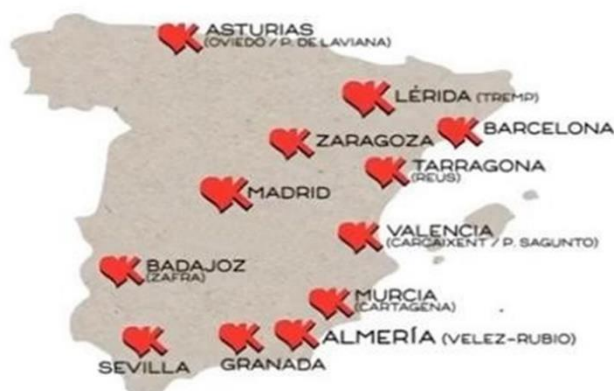 ASTURIAS
(OVIEDO / P. DE LAVIANA)
LÉRIDA (TREMP)
BARCELONA
ZARAGOZA
TARRAGONA
(REUS)
MADRID
VALENCIA
(CARCAIXENT / P. SAGUNTO)
BADAJOZ
(ZAFRA)
MURCIA
(CARTAGENA)
ALMERÍA (VELEZ-RUBIO)
SEVILLA
GRANADA